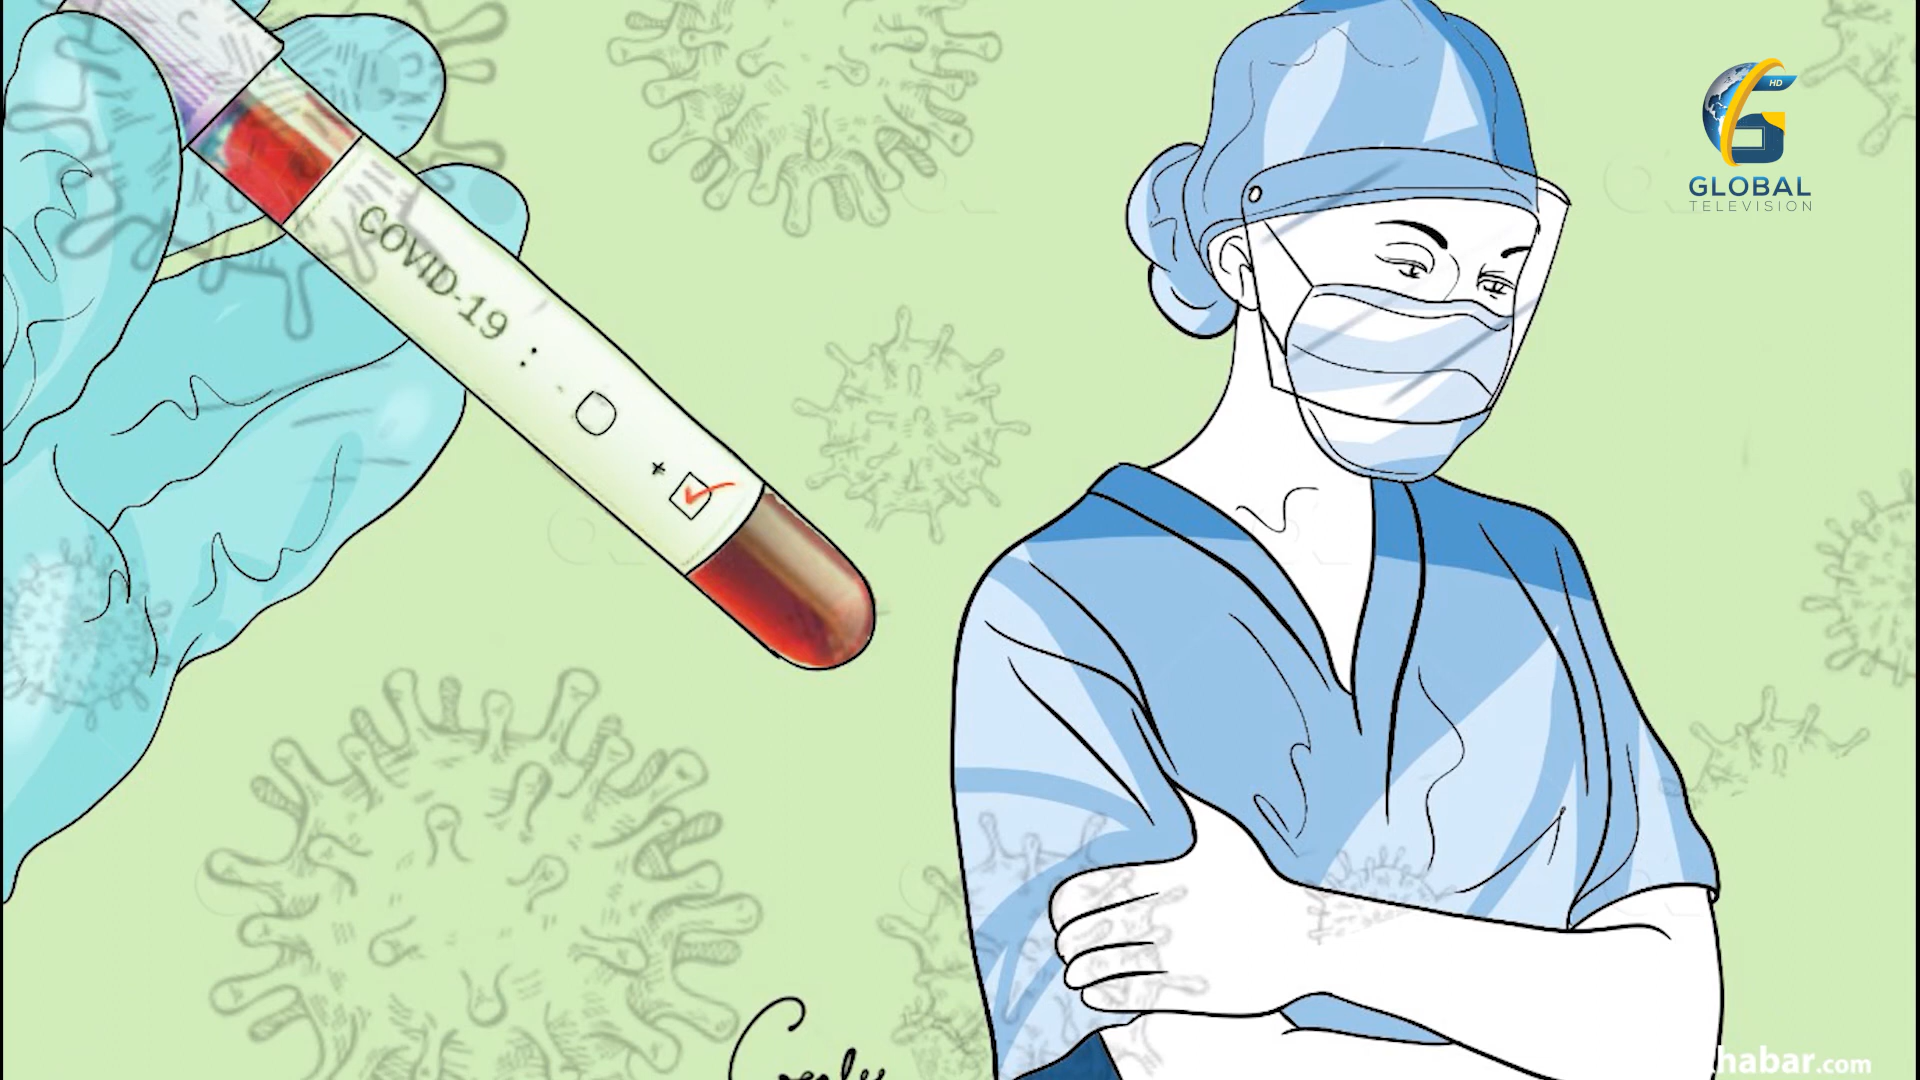 HD
GLOBAL
TELEVISION
COVID-19 :
-
+
habar.com